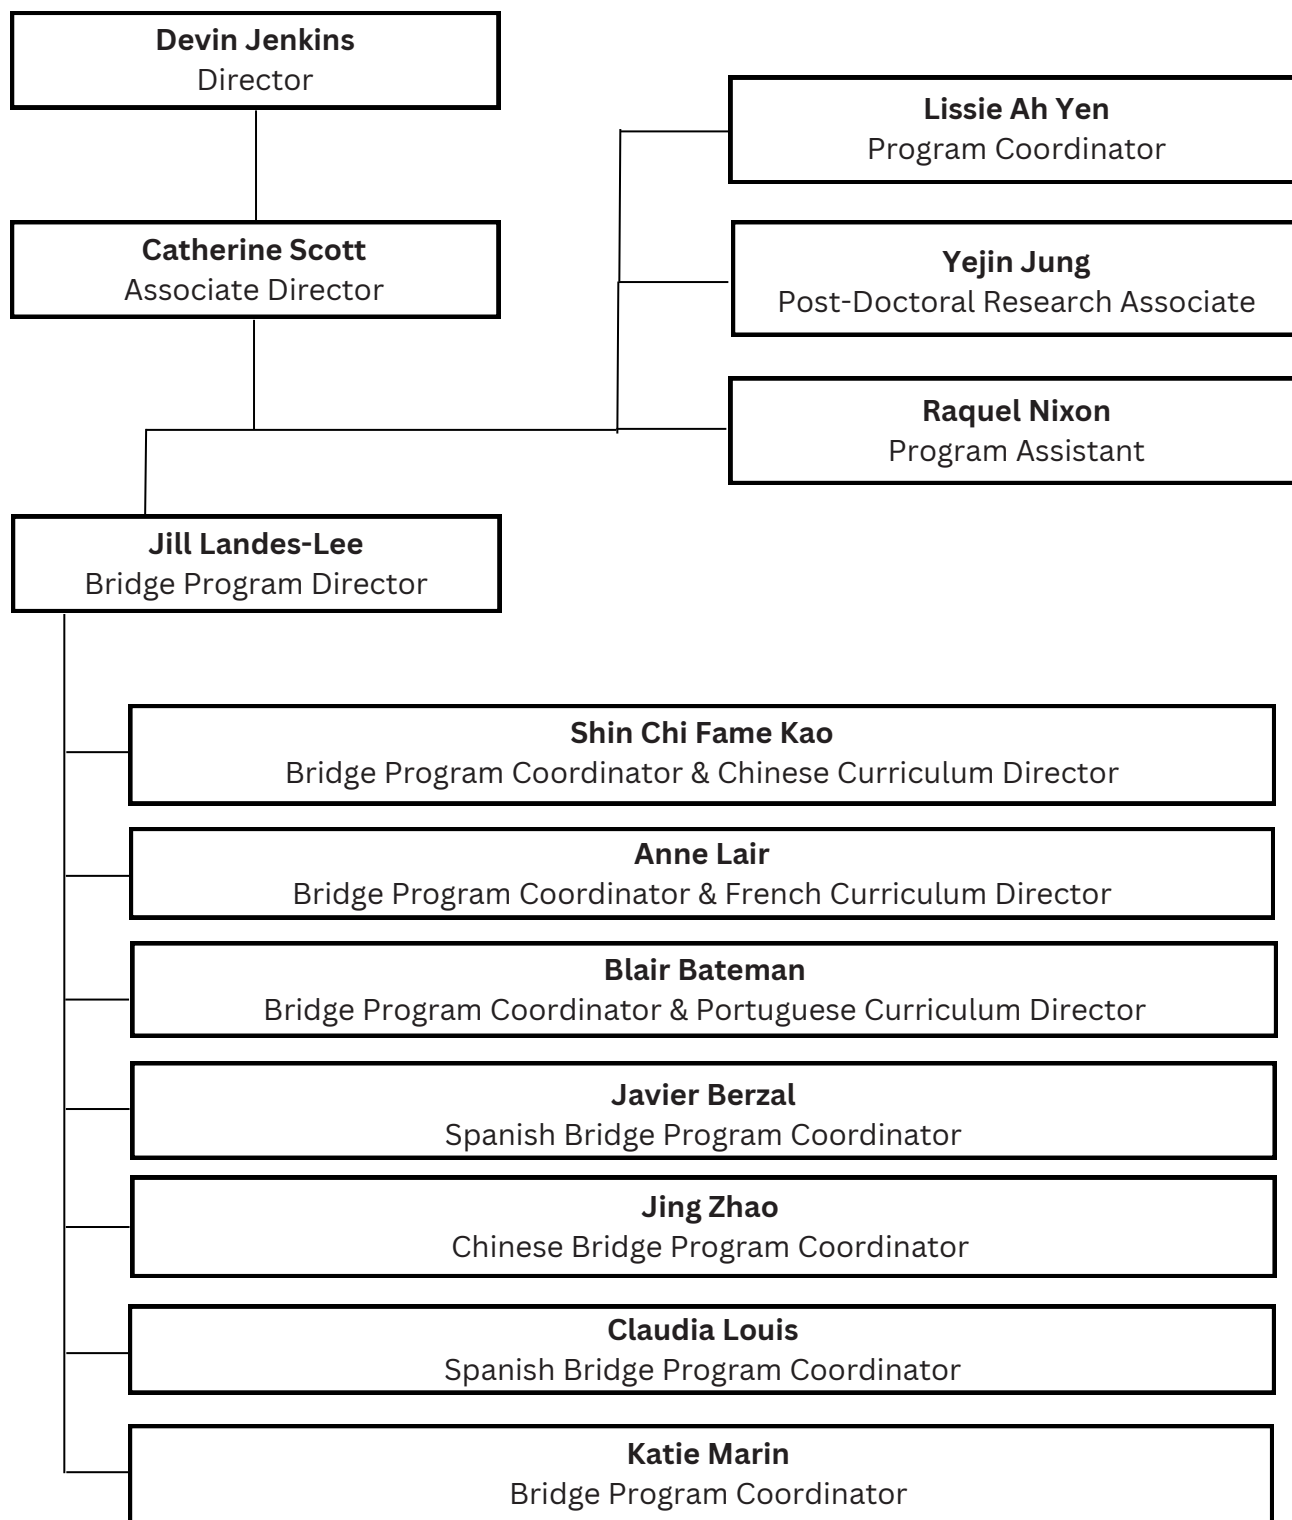 Devin Jenkins
Director
Lissie Ah Yen
Program Coordinator
Catherine Scott
Associate Director
Yejin Jung
Post-Doctoral Research Associate
Raquel Nixon
Program Assistant
Jill Landes-Lee
Bridge Program Director
Shin Chi Fame Kao
Bridge Program Coordinator & Chinese Curriculum Director
Anne Lair
Bridge Program Coordinator & French Curriculum Director
Blair Bateman
Bridge Program Coordinator & Portuguese Curriculum Director
Javier Berzal
Spanish Bridge Program Coordinator
Jing Zhao
Chinese Bridge Program Coordinator
Claudia Louis
Spanish Bridge Program Coordinator
Katie Marin
Bridge Program Coordinator